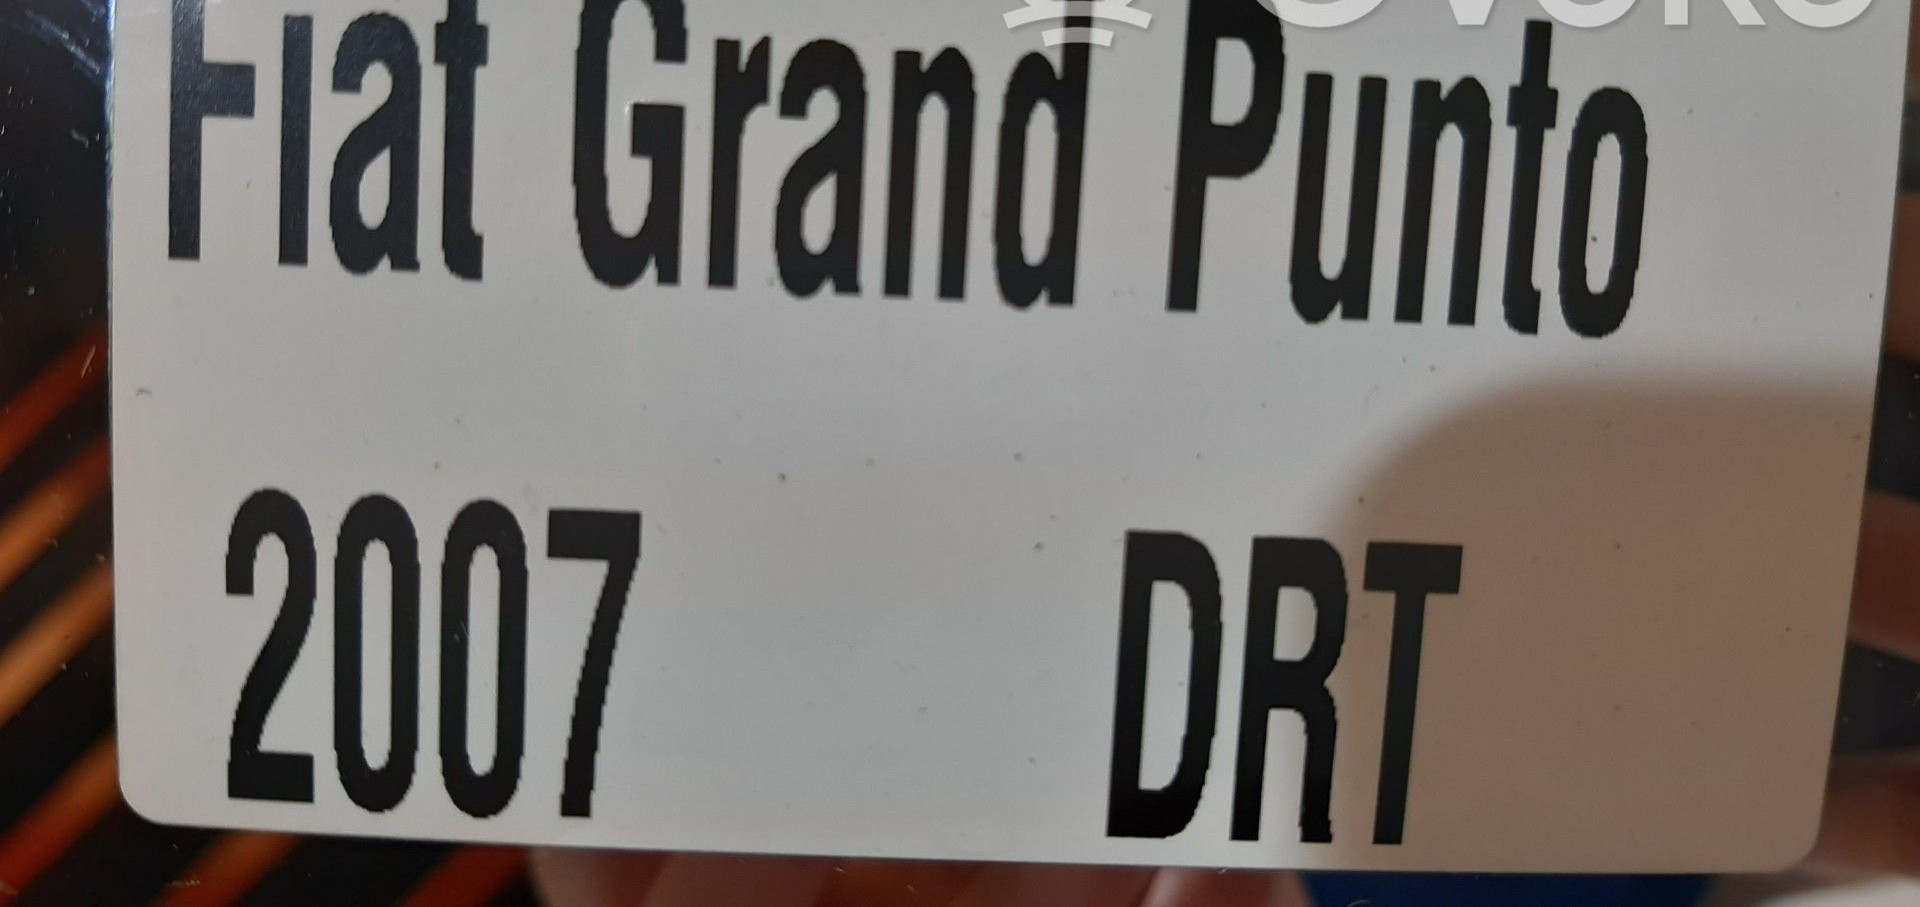 Fiat Grand Punto
2007 DRT